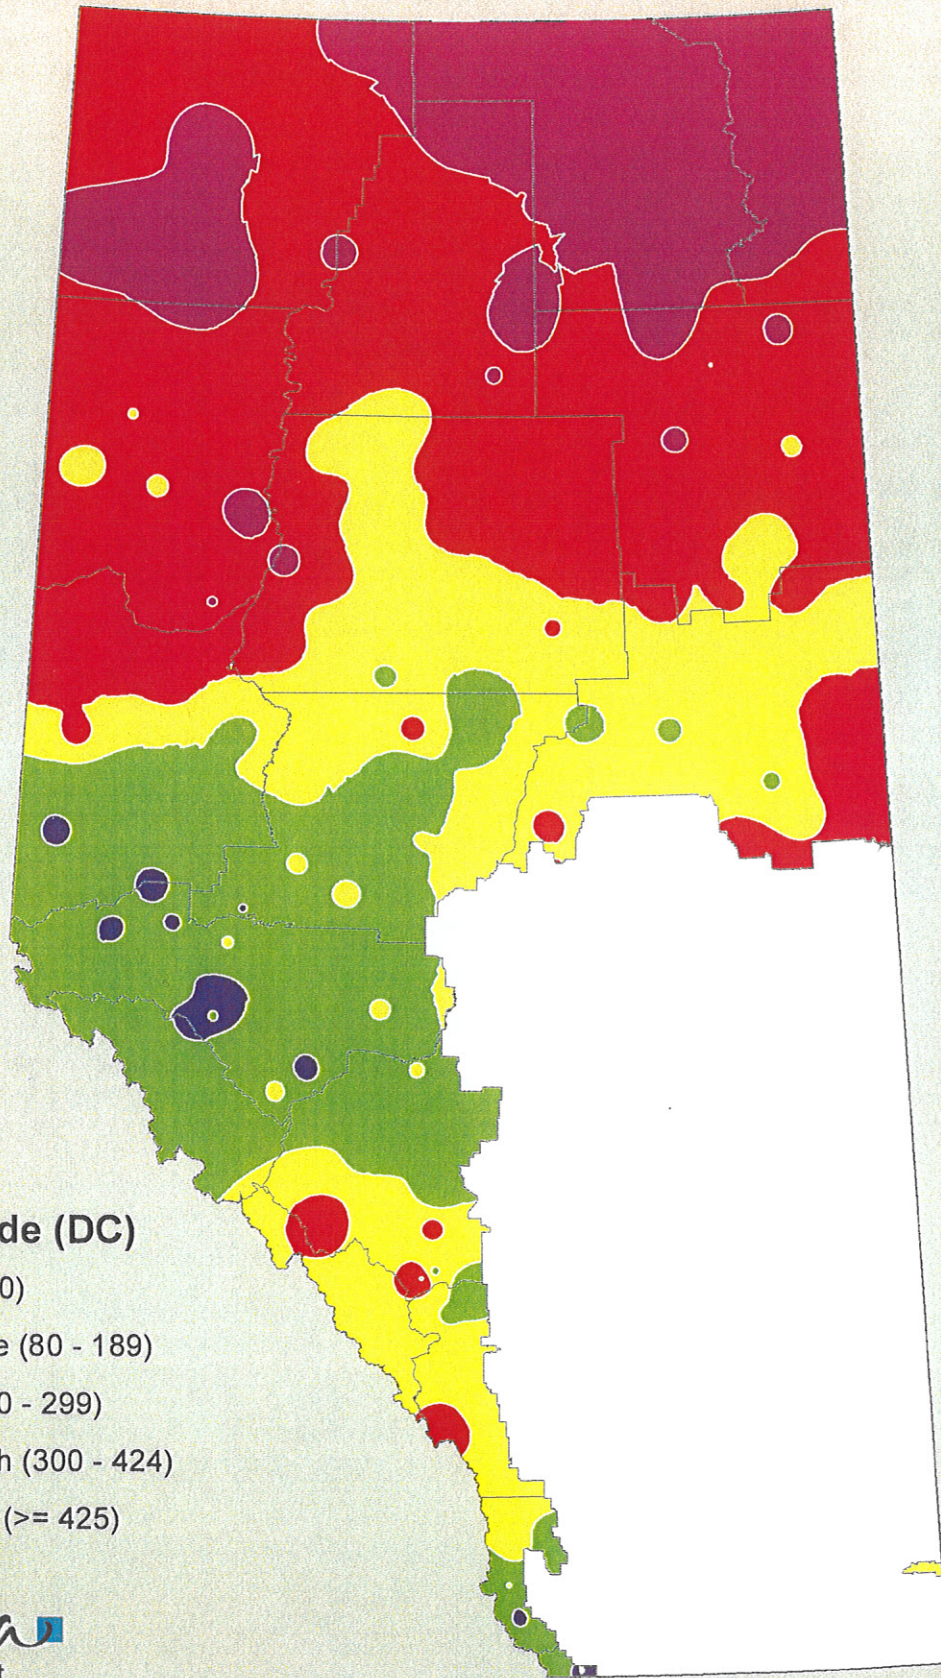 de (DC)
0)
e (80 - 189)
0 - 299)
h (300 - 424)
(>= 425)
a
t